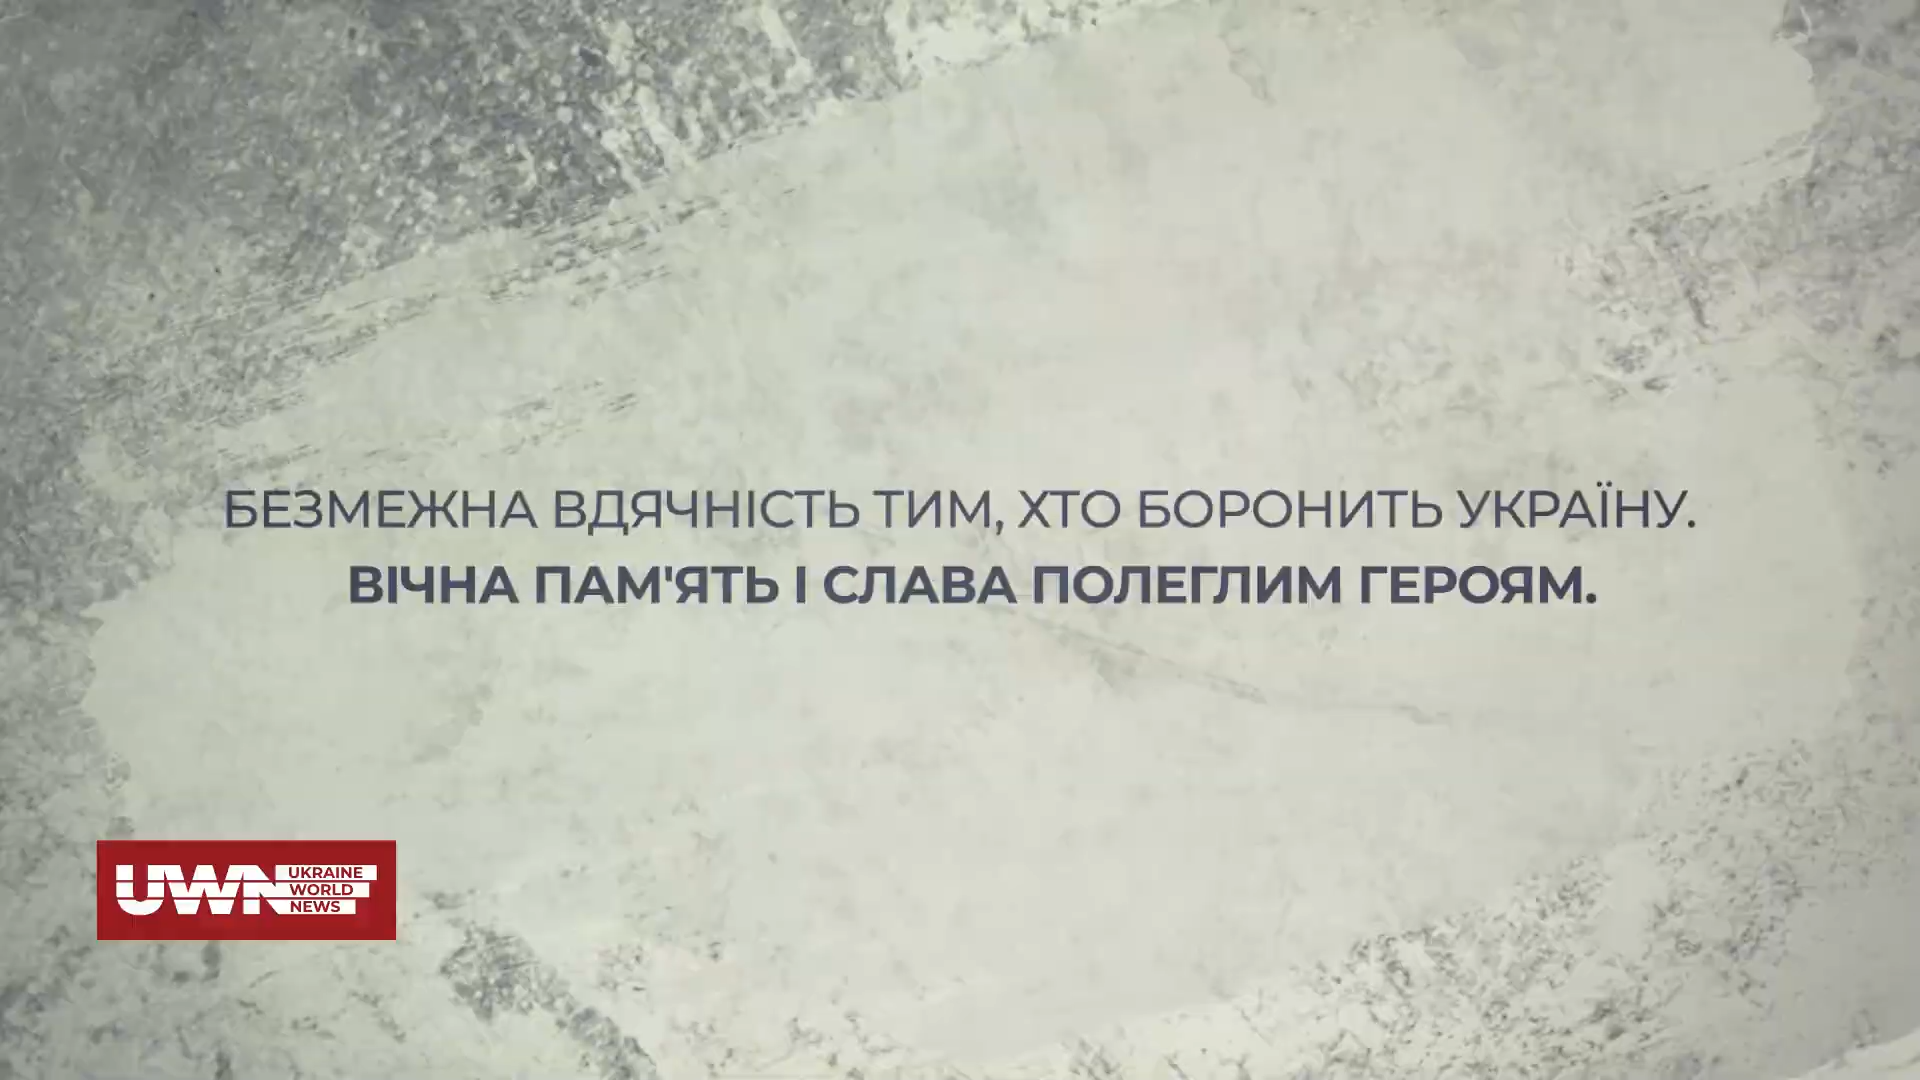 БЕЗМЕЖНА ВДЯЧНІСТЬ ТИМ, ХТО БОРОНИТЬ УКРАЇНУ.
ВІЧНА ПАМ'ЯТЬ І СЛАВА ПОЛЕГЛИМ ГЕРОЯМ.
UWN
UKRAINE
WORLD
NEWS